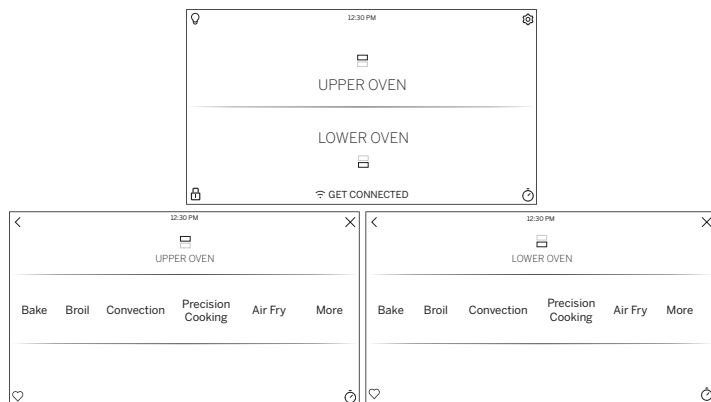 12:30 PM
UPPER OVEN
LOWER OVEN
GET CONNECTED
12:30 PM
UPPER OVEN
Bake Broil Convection Precision Cooking Air Fry More
12:30 PM
LOWER OVEN
Bake Broil Convection Precision Cooking Air Fry More